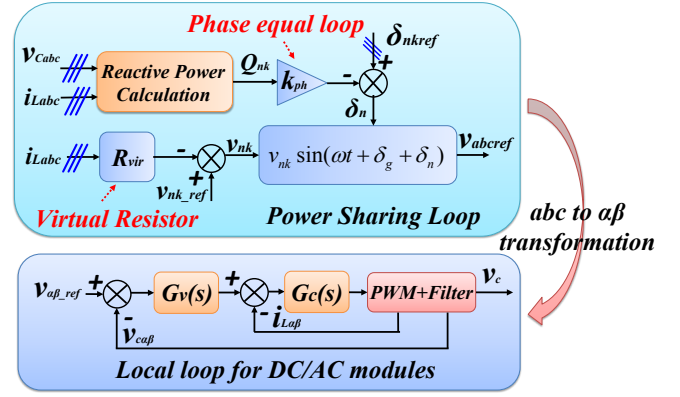 Phase equal loop
δnkref
vCabc
iLabc
Reactive Power
Calculation
Qnk
kph
-
+
δn
iLabc
Rvir
-
+
vnk
vnk_ref
vnk sin(ωt + δg + δn)
vabcref
Virtual Resistor
Power Sharing Loop
abc to αβ
transformation
vαβ_ref
+
-
vcαβ
Gv(s)
+
-
iLαβ
Gc(s)
PWM+Filter
vc
Local loop for DC/AC modules